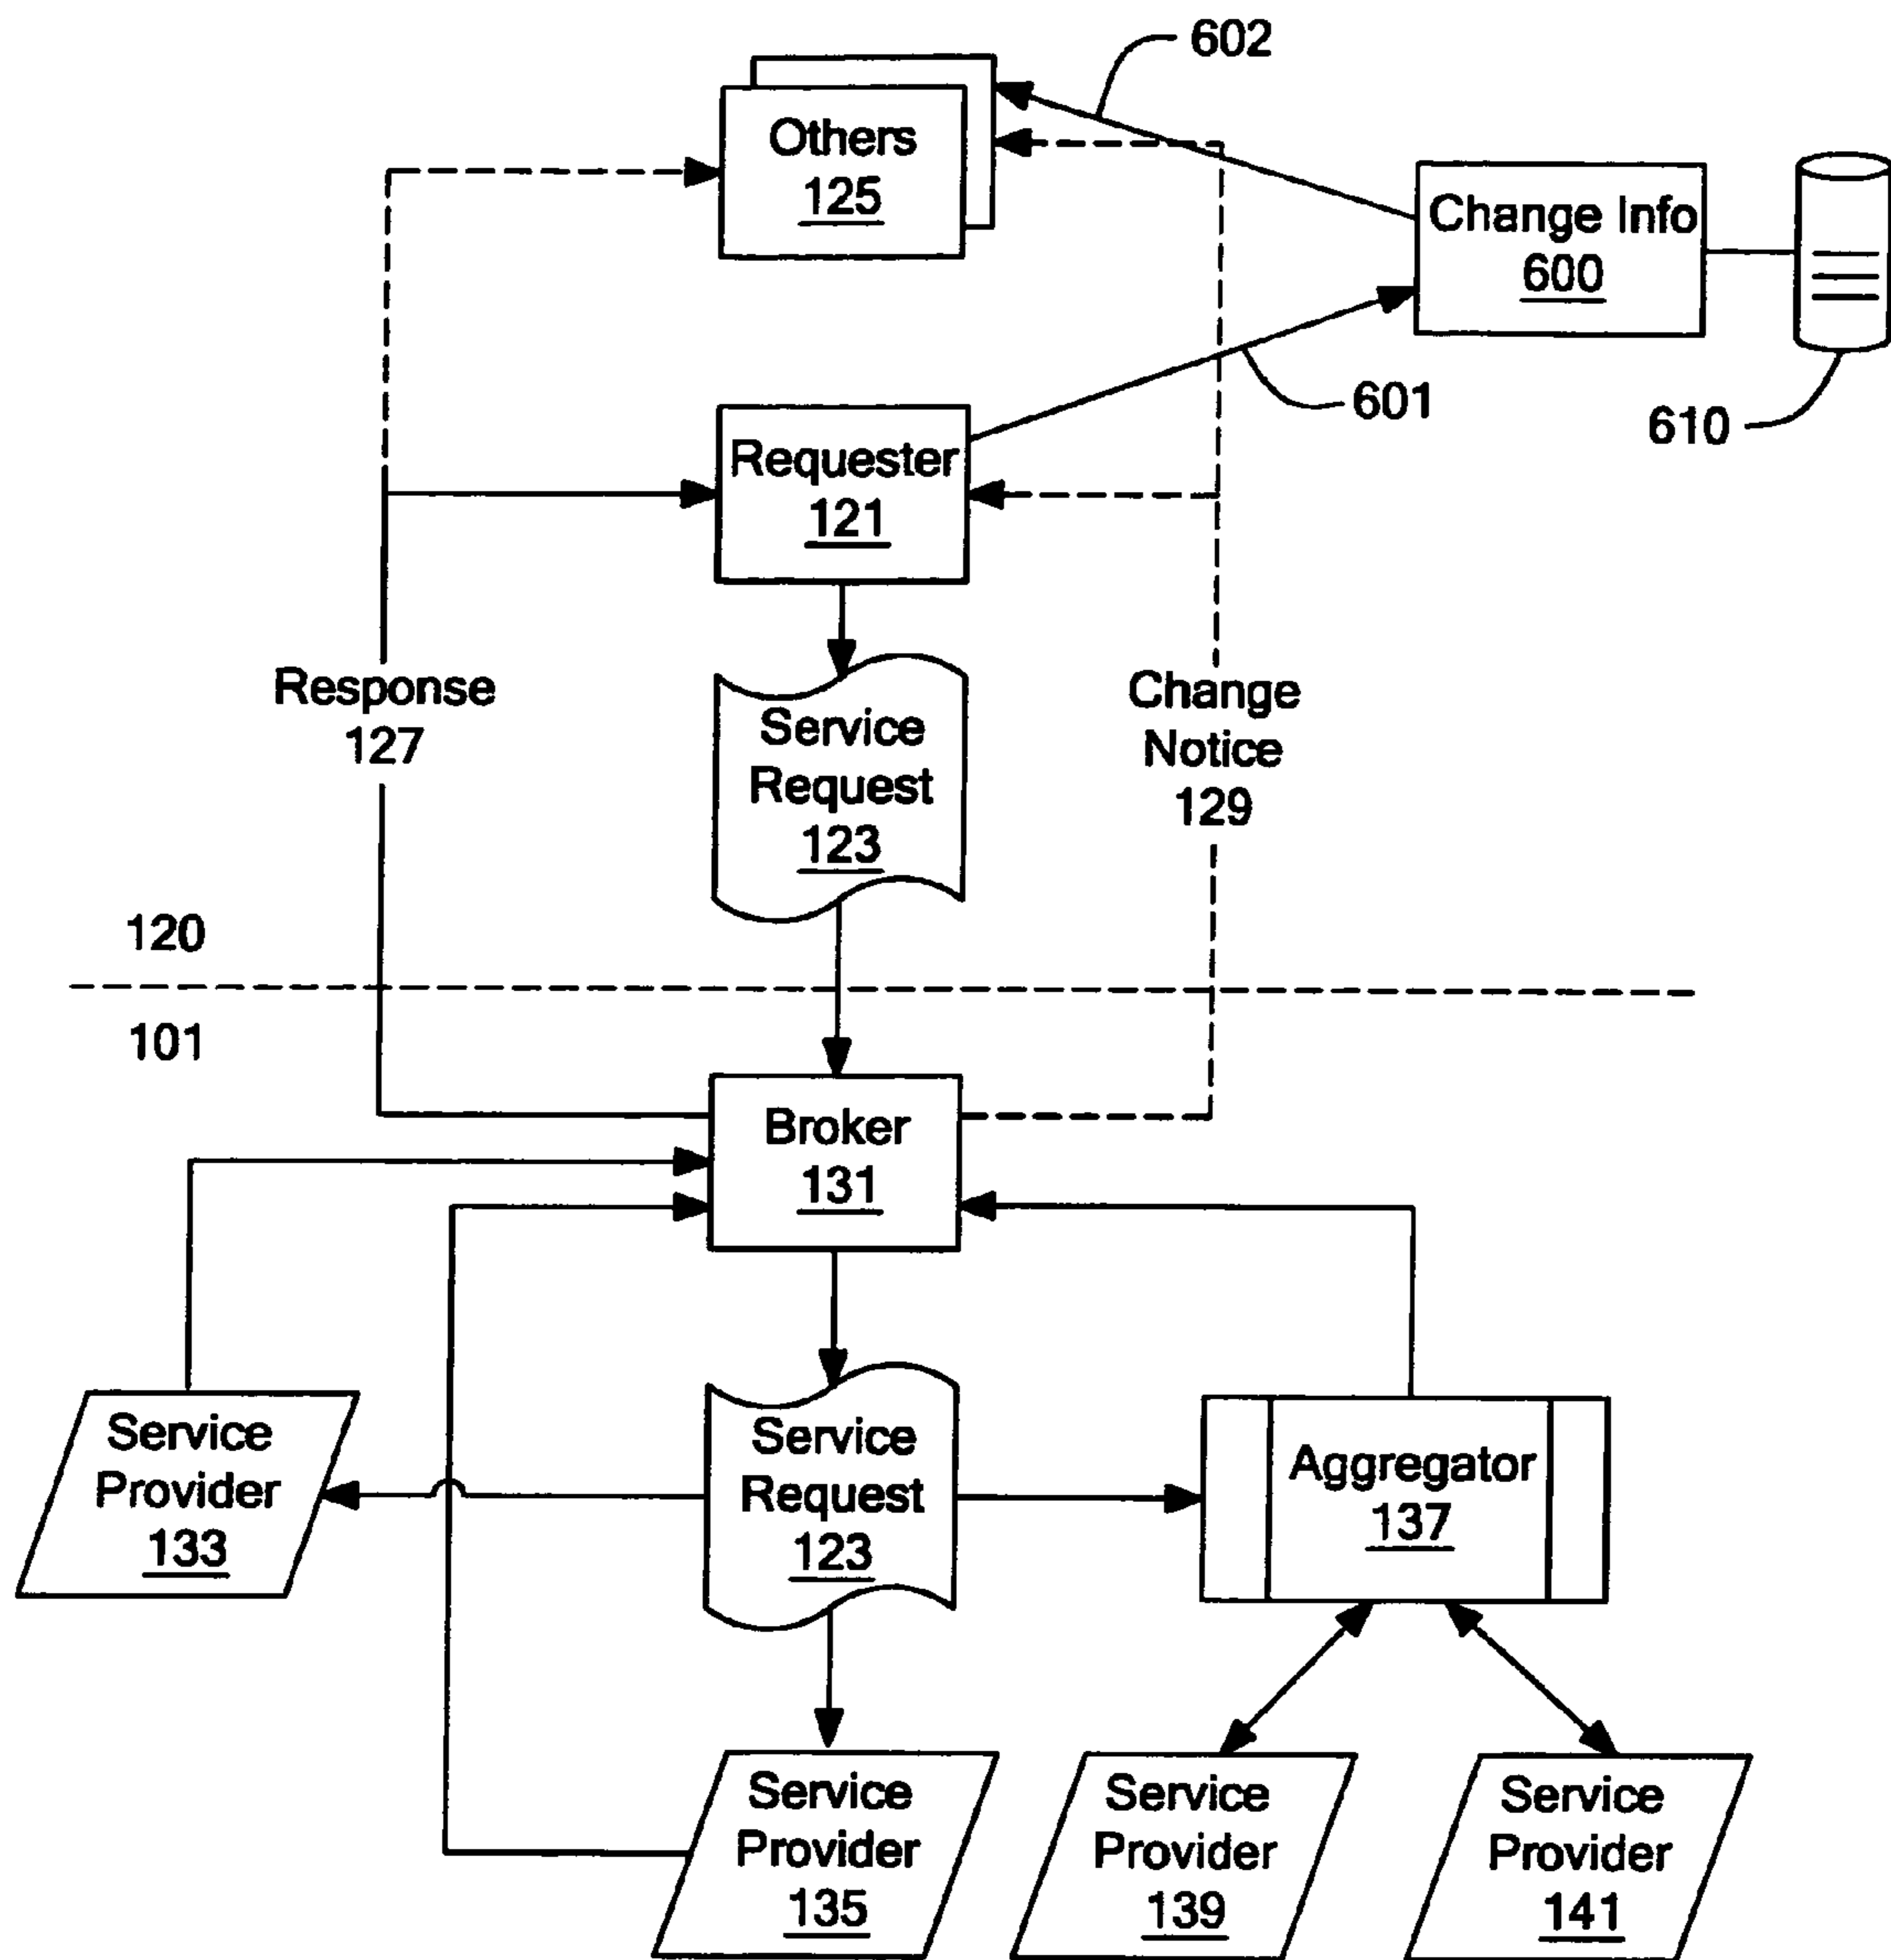 602
Others
125
Change Info
600
601
610
Requester
121
Response
127
Service
Request
123
Change
Notice
129
120
101
Broker
131
Service
Provider
133
Service
Request
123
Aggregator
137
Service
Provider
135
Service
Provider
139
Service
Provider
141